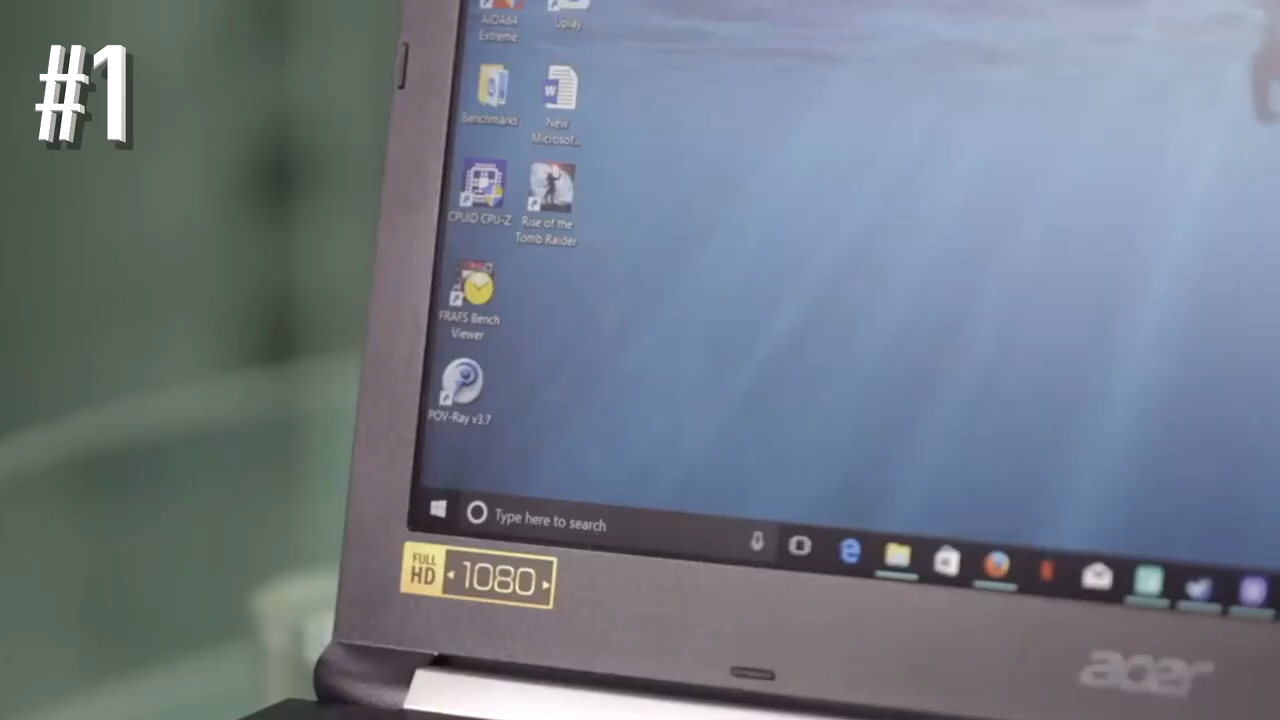 #1
AIDA64
Extreme
Uplay
Benchmarks
New
Microsof...
CPUID CPU-Z
Rise of the
Tomb Raider
FRAFS Bench
Viewer
POV-Ray v3.7
Type here to search
FULL
HD
1080
acer